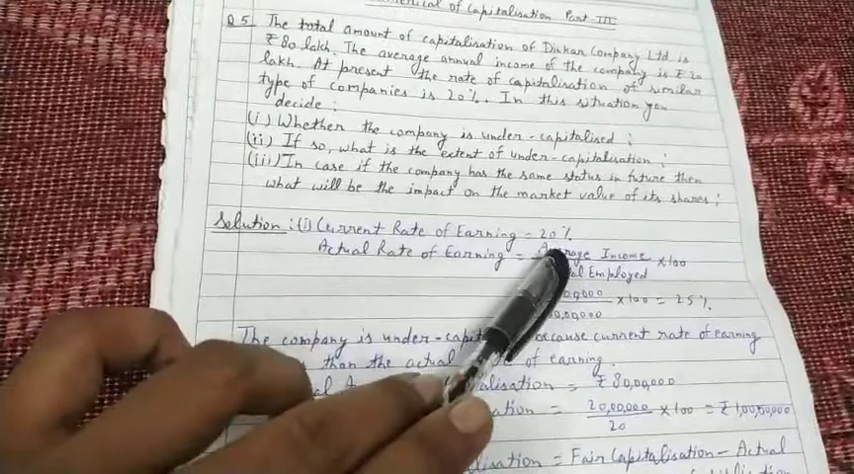 of Capitalisation Part-III
Q5. The total amount of capitalisation of Dinkar Company Ltd is
₹80 lakh. The average annual income of the company is ₹20
lakh. At present the rate of capitalisation of similar
type of companies is 20%. In this situation you
decide :
(i) Whether the company is under-capitalised ;
(ii) If so, what is the extent of under-capitalisation ;
(iii) In case if the company has the same status in future then
what will be the impact on the market value of its shares ;
Solution : (i) Current Rate of Earning = 20%
Actual Rate of Earning = Income × 100
Employed
× 100 = 25%
The company is under- because current rate of earning
than the actual of earning.
= ₹80,00,000
= 20,00,000 × 100 = ₹1,00,00,000
20
= Fair Capitalisation - Actual